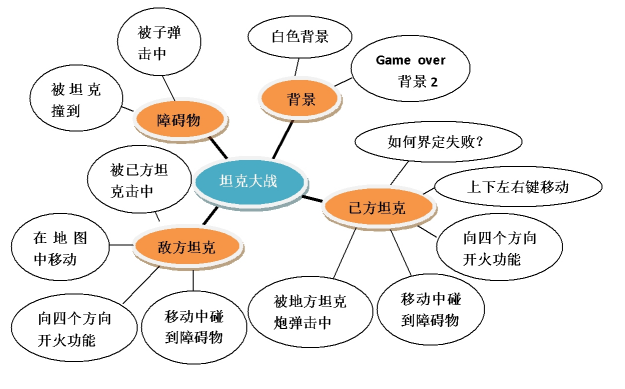 被子弹
击中
白色背景
Game over
背景 2
被 坦 克
撞到
障碍物
背景
如何界定失败?
被己方坦
克击中
坦克大战
上下左右键移动
己方坦克
在 地 图
中移动
敌方坦克
向四个方向
开火功能
向四个方向
开火功能
移动中碰
到障碍物
被地方坦克
炮弹击中
移动中碰
到障碍物